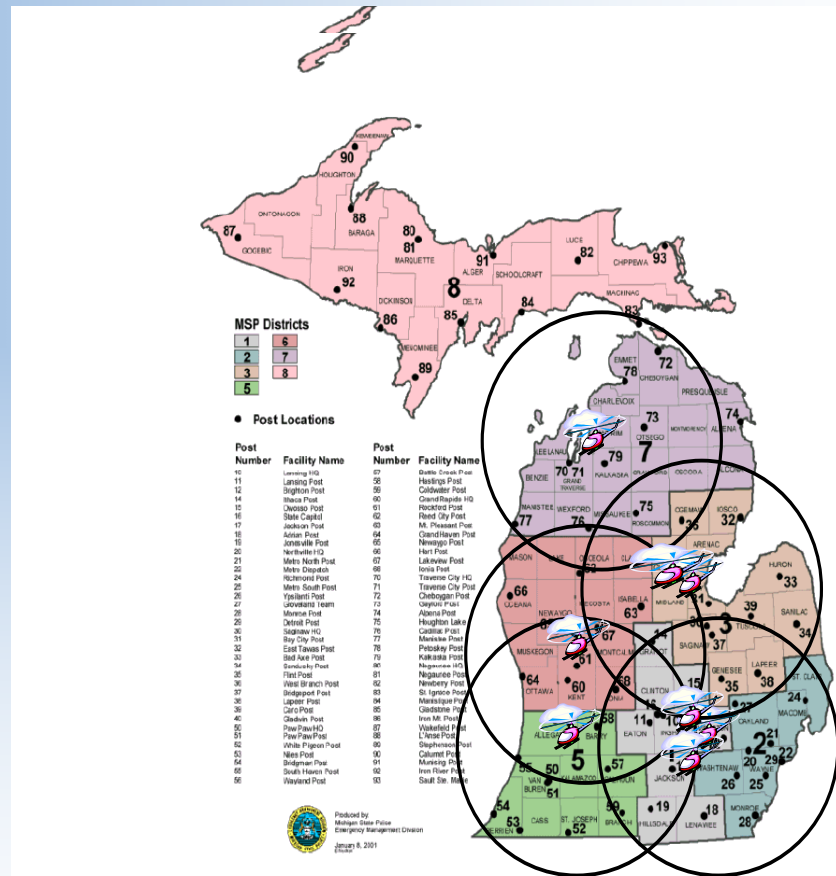 KEWEENAW
90
HOUGHTON
ONTONAGON
88
87
BARAGA
80
81
GOGEBIC
MARQUETTE
LUCE
82
93
91
ALGER
CHIPPEWA
IRON
SCHOOLCRAFT
92
8
MACKINAC
DICKINSON
DELTA
84
86
85
83
MENOMINEE
89
MSP Districts
1 6
2 7
3 8
5
Post Locations
EMMET
72
78
CHEBOYGAN
PRESQUE ISLE
CHARLEVOIX
73
74
OTSEGO
MONTMORENCY
ALPENA
LEELANAU
7
79
70 71
KALKASKA
OSCODA
BENZIE
GRAND
TRAVERSE
MANISTEE
WEXFORD
MISSAUKEE
75
ROSCOMMON
77
76
OGEMAW
IOSCO
32
36
ARENAC
MASON
LAKE
OSCEOLA
HURON
66
OCEANA
MECOSTA
ISABELLA
63
MIDLAND
33
39
NEWAYGO
3
TUSCOLA
SANILAC
34
67
MUSKEGON
MONTCALM
GRATIOT
SAGINAW
37
61
64
60
OTTAWA
KENT
68
CLINTON
15
GENESEE
35
LAPEER
38
ST. CLAIR
24
MACOMB
OAKLAND
ALLEGAN
BARRY
58
11
EATON
2
21
20
29
22
WAYNE
5
57
50
51
VAN
BUREN
KALAMAZOO
JACKSON
WASHTENAW
26
25
54
53
CASS
ST. JOSEPH
52
59
BRANCH
19
HILLSDALE
18
LENAWEE
MONROE
28
BERRIEN
Post Number Facility Name Post Number Facility Name
10 Lansing HQ 57 Battle Creek Post
11 Lansing Post 58 Hastings Post
12 Brighton Post 59 Coldwater Post
14 Ithaca Post 60 Grand Rapids HQ
15 Owosso Post 61 Rockford Post
16 State Capitol 62 Reed City Post
17 Jackson Post 63 Mt. Pleasant Post
18 Adrian Post 64 Grand Haven Post
19 Jonesville Post 65 Newaygo Post
20 Northville HQ 66 Hart Post
21 Metro North Post 67 Lakeview Post
22 Metro Dispatch 68 Ionia Post
24 Richmond Post 70 Traverse City HQ
25 Metro South Post 71 Traverse City Post
26 Ypsilanti Post 72 Cheboygan Post
27 Groveland Team 73 Gaylord Post
28 Monroe Post 74 Alpena Post
29 Detroit Post 75 Houghton Lake
30 Saginaw HQ 76 Cadillac Post
31 Bay City Post 77 Manistee Post
32 East Tawas Post 78 Petoskey Post
33 Bad Axe Post 79 Kalkaska Post
34 Sandusky Post 80 Negaunee HQ
35 Flint Post 81 Negaunee Post
36 West Branch Post 82 Newberry Post
37 Bridgeport Post 83 St. Ignace Post
38 Lapeer Post 84 Manistique Post
39 Caro Post 85 Gladstone Post
40 Gladwin Post 86 Iron Mt. Post
50 Paw Paw HQ 87 Wakefield Post
51 Paw Paw Post 88 L'Anse Post
52 White Pigeon Post 89 Stephenson Post
53 Niles Post 90 Calumet Post
54 Bridgman Post 91 Munising Post
55 South Haven Post 92 Iron River Post
56 Wayland Post 93 Sault Ste. Marie
Produced by:
Michigan State Police
Emergency Management Division
January 8, 2001